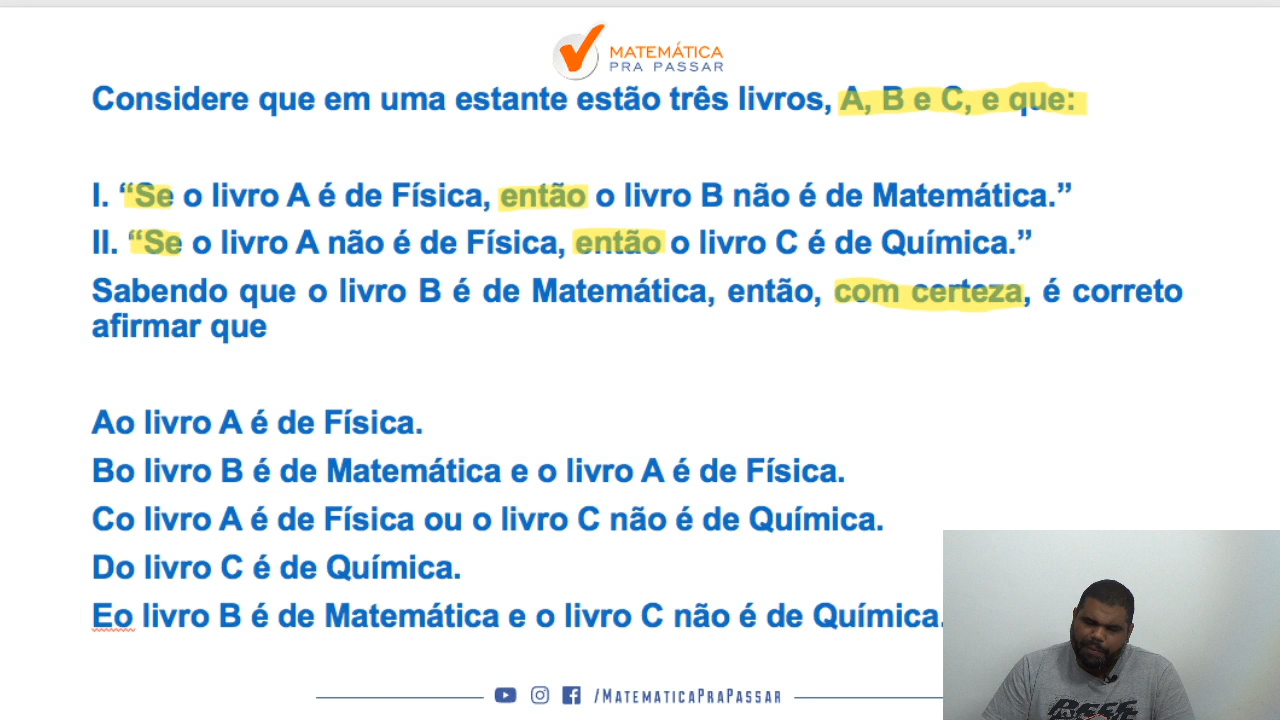 MATEMÁTICA
PRA PASSAR
Considere que em uma estante estão três livros, A, B e C, e que:
I. “Se o livro A é de Física, então o livro B não é de Matemática.”
II. “Se o livro A não é de Física, então o livro C é de Química.”
Sabendo que o livro B é de Matemática, então, com certeza, é correto
afirmar que
Ao livro A é de Física.
Bo livro B é de Matemática e o livro A é de Física.
Co livro A é de Física ou o livro C não é de Química.
Do livro C é de Química.
Eo livro B é de Matemática e o livro C não é de Química.
/MATEMATICAPRAPASSAR